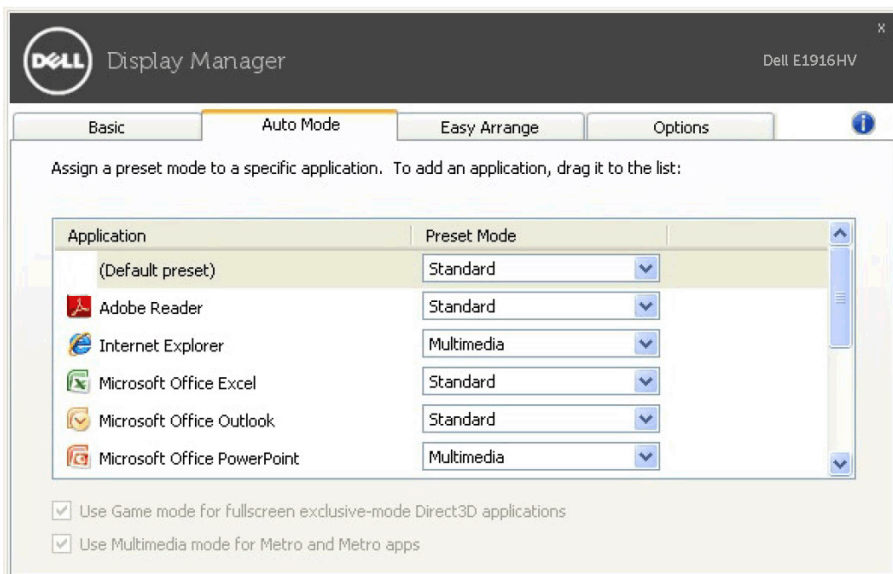 DELL Display Manager Dell E1916HV x
Basic Auto Mode Easy Arrange Options i
Assign a preset mode to a specific application. To add an application, drag it to the list:
Application Preset Mode
(Default preset) Standard
Adobe Reader Standard
Internet Explorer Multimedia
Microsoft Office Excel Standard
Microsoft Office Outlook Standard
Microsoft Office PowerPoint Multimedia
Use Game mode for fullscreen exclusive-mode Direct3D applications
Use Multimedia mode for Metro and Metro apps